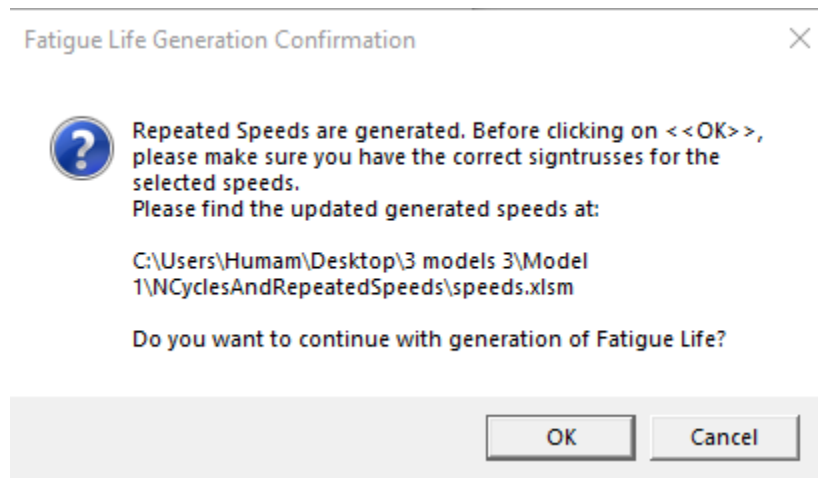 Fatigue Life Generation Confirmation
Repeated Speeds are generated. Before clicking on <<OK>>,
please make sure you have the correct signtrusses for the
selected speeds.
Please find the updated generated speeds at:
C:\Users\Humam\Desktop\3 models 3\Model
1\NCyclesAndRepeatedSpeeds\speeds.xlsm
Do you want to continue with generation of Fatigue Life?
OK
Cancel